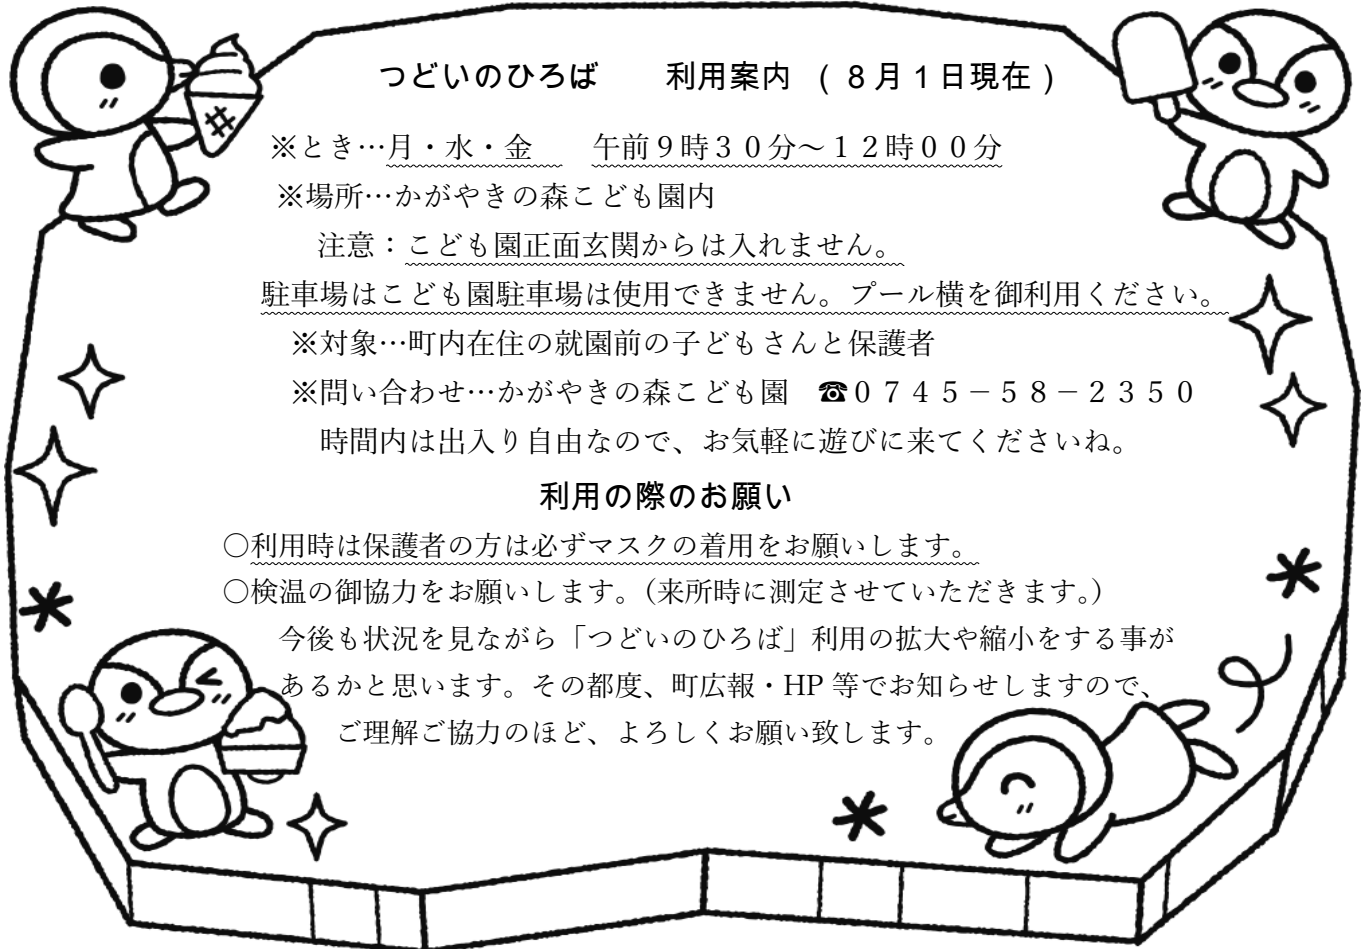 つどいのひろば　　利用案内 (8月1日現在)
※とき…月・水・金　午前9時30分～12時00分
※場所…かがやきの森こども園内
注意：こども園正面玄関からは入れません。
駐車場はこども園駐車場は使用できません。プール横を御利用ください。
※対象…町内在住の就園前の子どもさんと保護者
※問い合わせ…かがやきの森こども園　☎0745－58－2350
時間内は出入り自由なので、お気軽に遊びに来てくださいね。
利用の際のお願い
○利用時は保護者の方は必ずマスクの着用をお願いします。
○検温の御協力をお願いします。(来所時に測定させていただきます。)
今後も状況を見ながら「つどいのひろば」利用の拡大や縮小をする事が
あるかと思います。その都度、町広報・HP 等でお知らせしますので、
ご理解ご協力のほど、よろしくお願い致します。